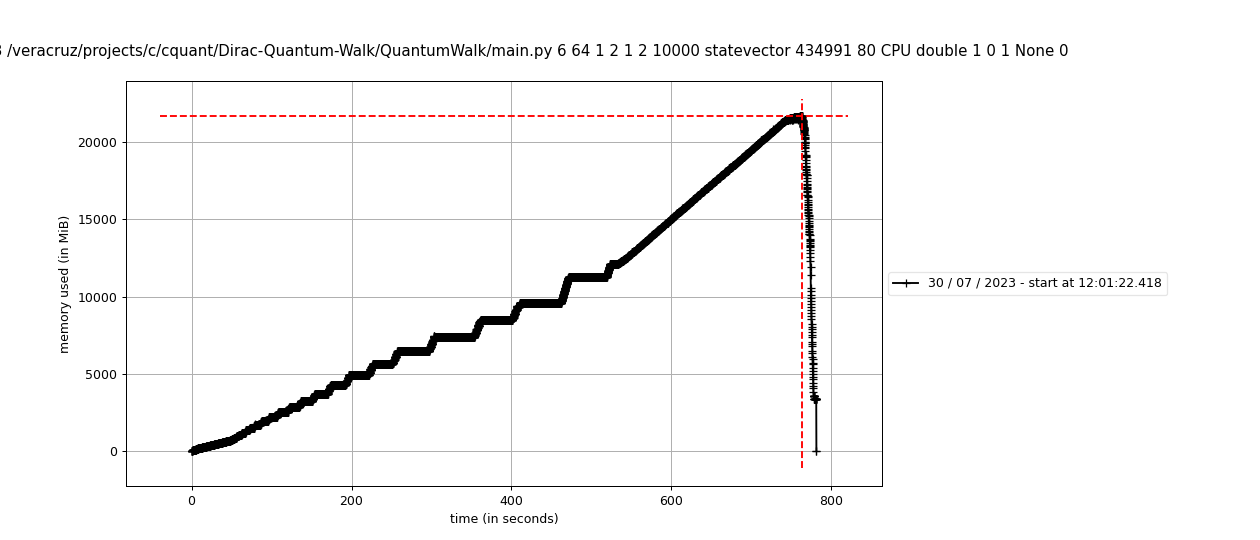 /veracruz/projects/c/cquant/Dirac-Quantum-Walk/QuantumWalk/main.py 6 64 1 2 1 2 10000 statevector 434991 80 CPU double 1 0 1 None 0
20000
15000
10000
5000
0
memory used (in MiB)
30 / 07 / 2023 - start at 12:01:22.418
0 200 400 600 800
time (in seconds)